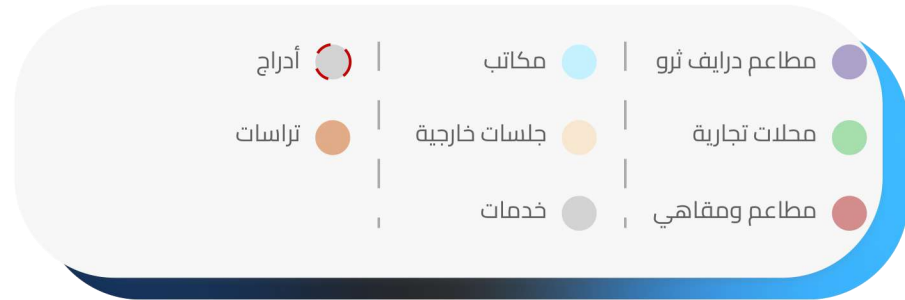 مطاعم درايف ثرو
محلات تجارية
مطاعم ومقاهي
مكاتب
جلسات خارجية
خدمات
أدراج
تراسات